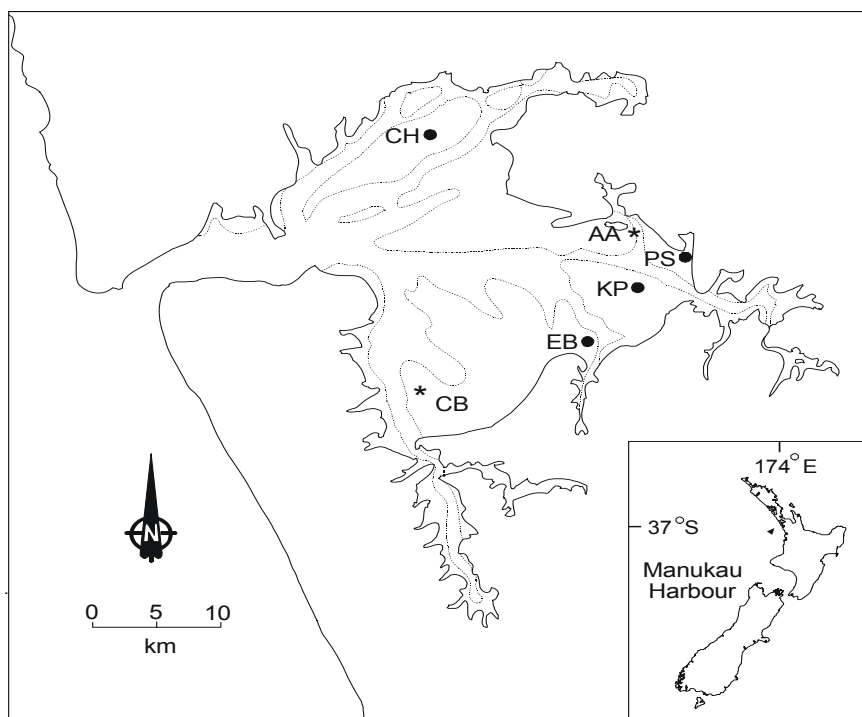 CH
AA *
PS
KP
EB
* CB
N
0 5 10
km
174°E
37°S
Manukau
Harbour